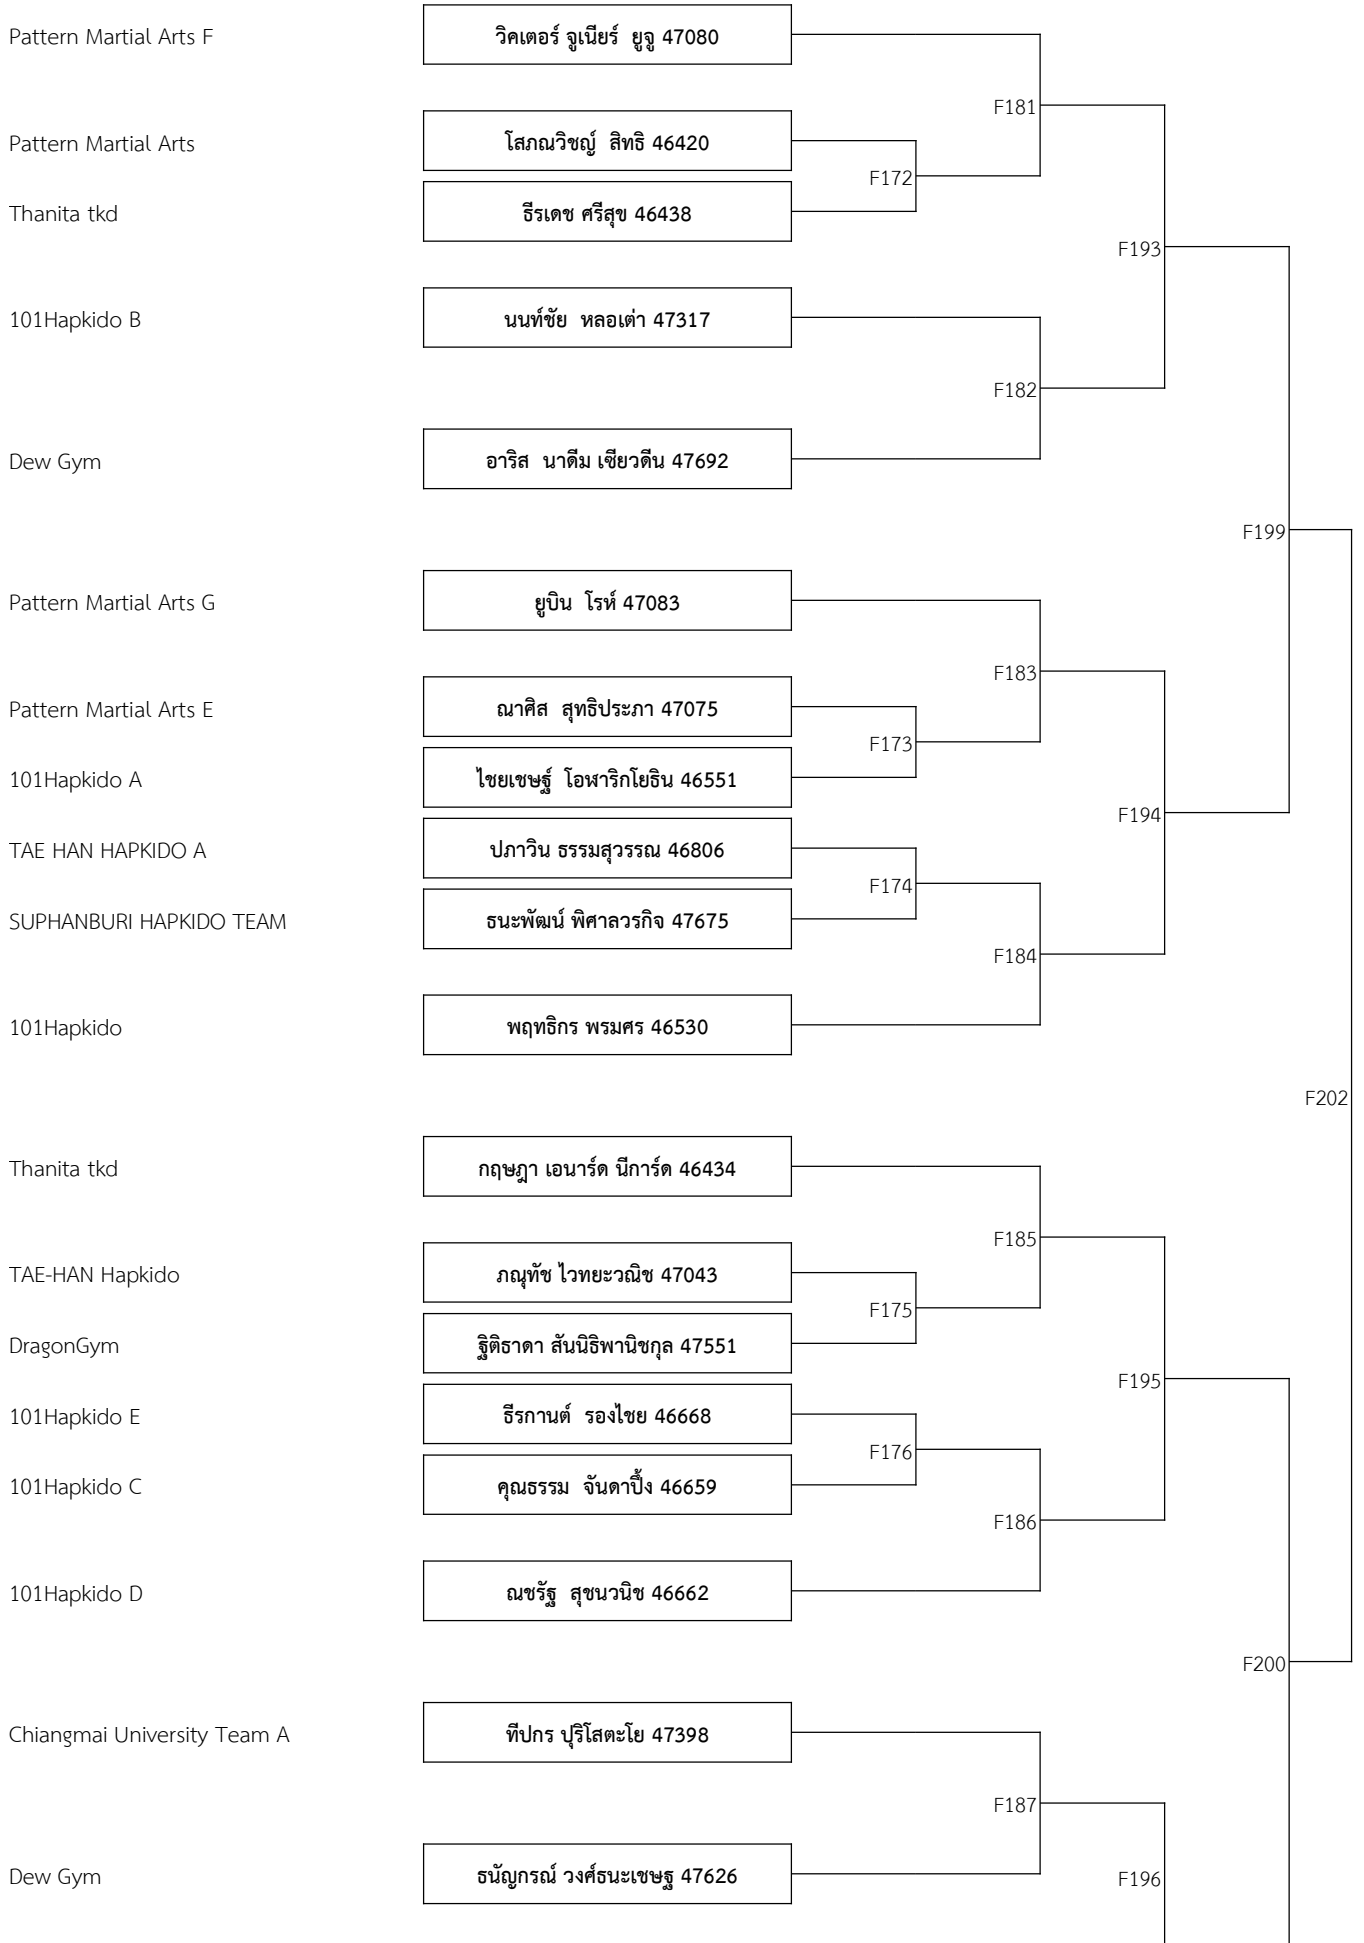 Pattern Martial Arts F วิคเตอร์ จูเนียร์  ยูจู 47080
F181
Pattern Martial Arts โสภณวิชญ์  สิทธิ 46420
F172
Thanita tkd ธีรเดช ศรีสุข 46438
F193
101Hapkido B นนท์ชัย  หลอเต่า 47317
F182
Dew Gym อาริส  นาดีม เซียวดีน 47692
F199
Pattern Martial Arts G ยูบิน  โรห์ 47083
F183
Pattern Martial Arts E ณาศิส  สุทธิประภา 47075
F173
101Hapkido A ไชยเชษฐ์  โอฬาริกโยธิน 46551
F194
TAE HAN HAPKIDO A ปภาวิน ธรรมสุวรรณ 46806
F174
SUPHANBURI HAPKIDO TEAM ธนะพัฒน์ พิศาลวรกิจ 47675
F184
101Hapkido พฤทธิกร พรมศร 46530
F202
Thanita tkd กฤษฎา เอนาร์ด นีการ์ด 46434
F185
TAE-HAN Hapkido ภณุทัช ไวทยะวณิช 47043
F175
DragonGym ฐิติธาดา สันนิธิพานิชกุล 47551
F195
101Hapkido E ธีรกานต์  รองไชย 46668
F176
101Hapkido C คุณธรรม  จันดาปึ้ง 46659
F186
101Hapkido D ณชรัฐ  สุชนวนิช 46662
F200
Chiangmai University Team A ทีปกร ปุริโสตะโย 47398
F187
Dew Gym ธนัญกรณ์ วงศ์ธนะเชษฐ 47626
F196